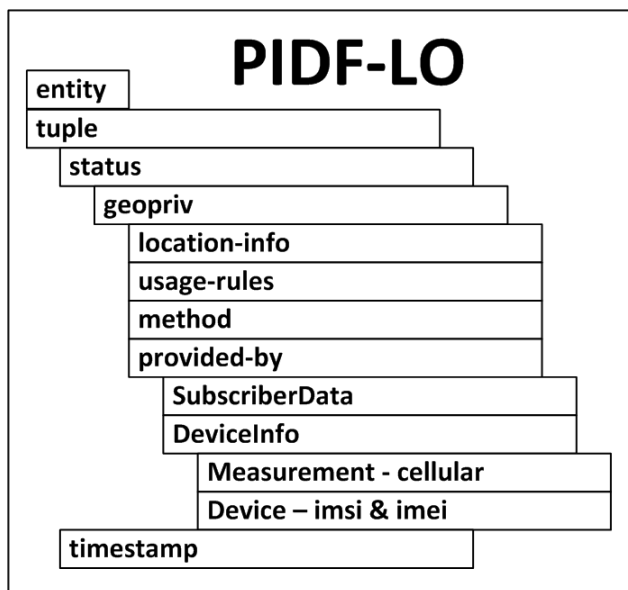 PIDF-LO
entity
tuple
status
geopriv
location-info
usage-rules
method
provided-by
SubscriberData
DeviceInfo
Measurement - cellular
Device – imsi & imei
timestamp